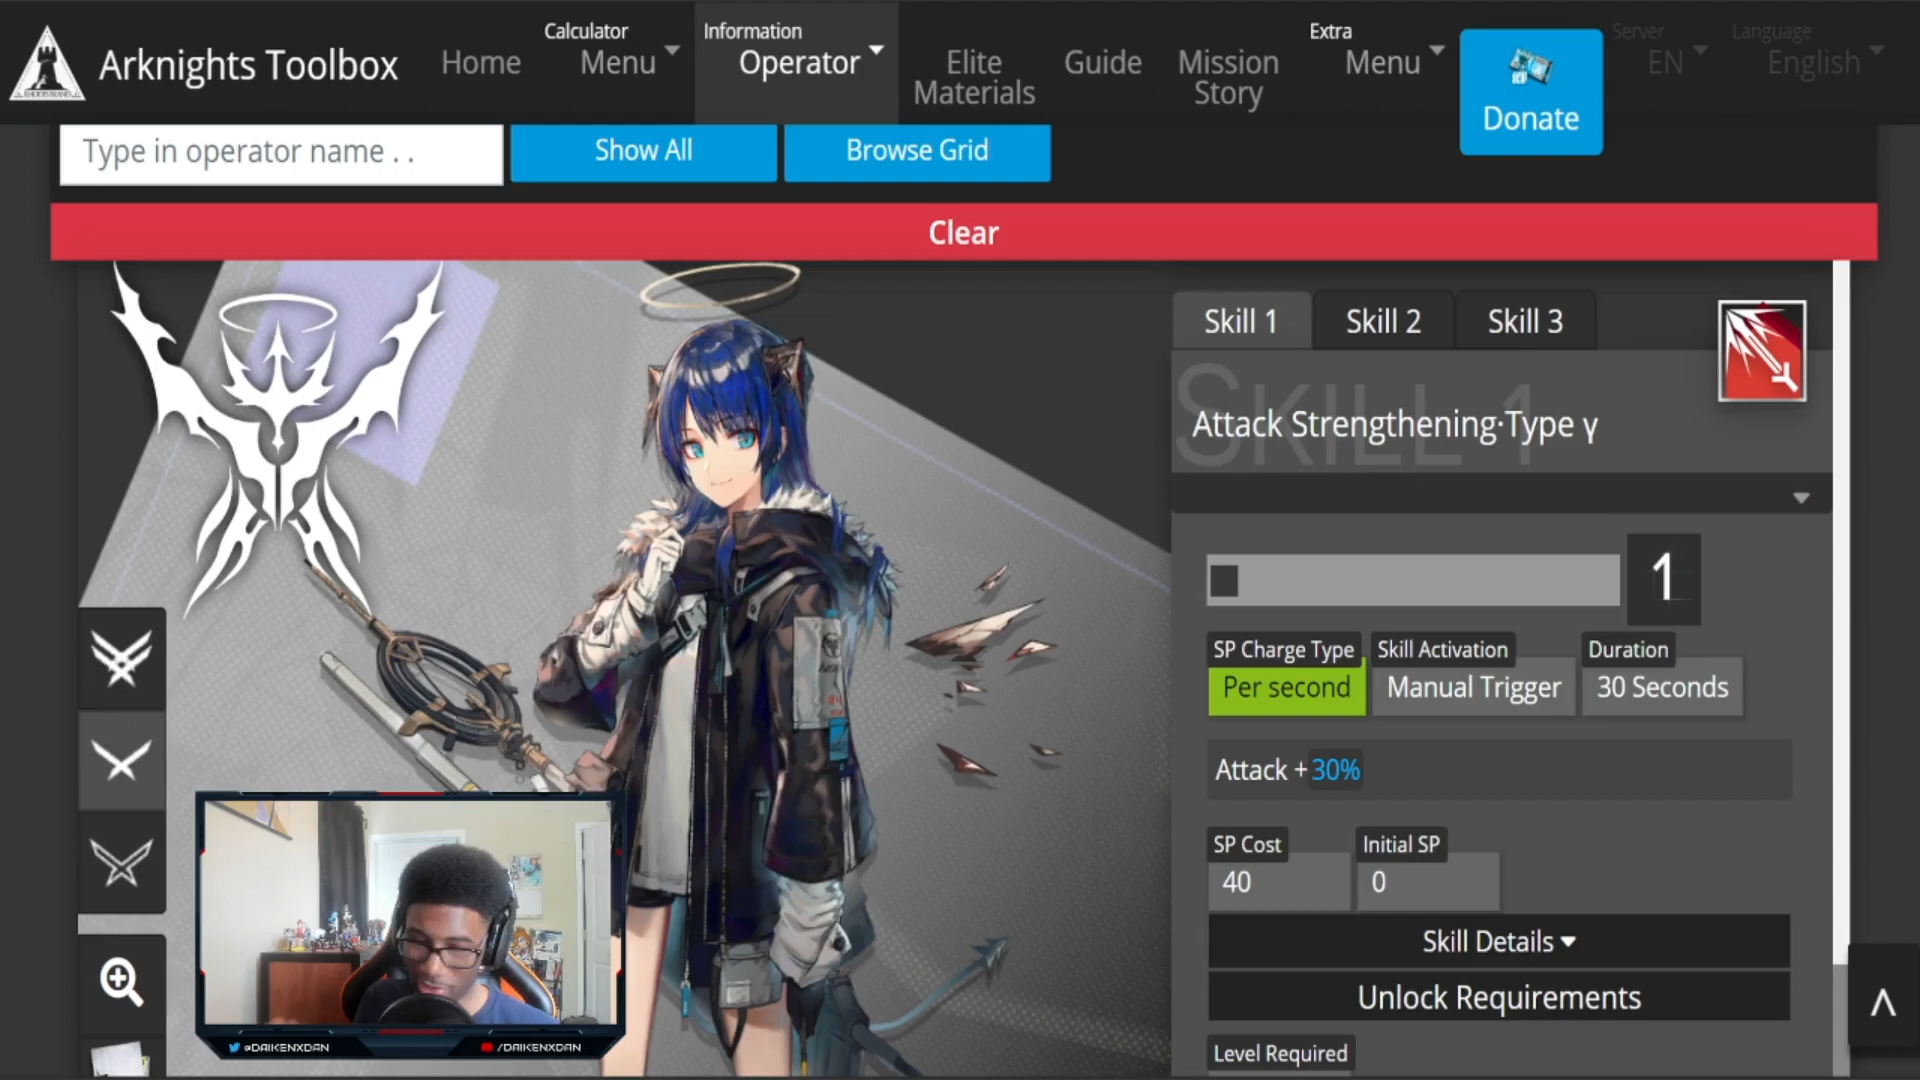 Arknights Toolbox
Home
Calculator
Menu
Information
Operator
Elite
Materials
Guide
Mission
Story
Extra
Menu
Donate
Server
EN
Language
English
Type in operator name . .
Show All
Browse Grid
Clear
Skill 1
Skill 2
Skill 3
SKILL 1
Attack Strengthening·Type γ
1
SP Charge Type
Per second
Skill Activation
Manual Trigger
Duration
30 Seconds
Attack + 30%
SP Cost
40
Initial SP
0
Skill Details
Unlock Requirements
Level Required
@DAIKENXDAN
/DAIKENXDAN